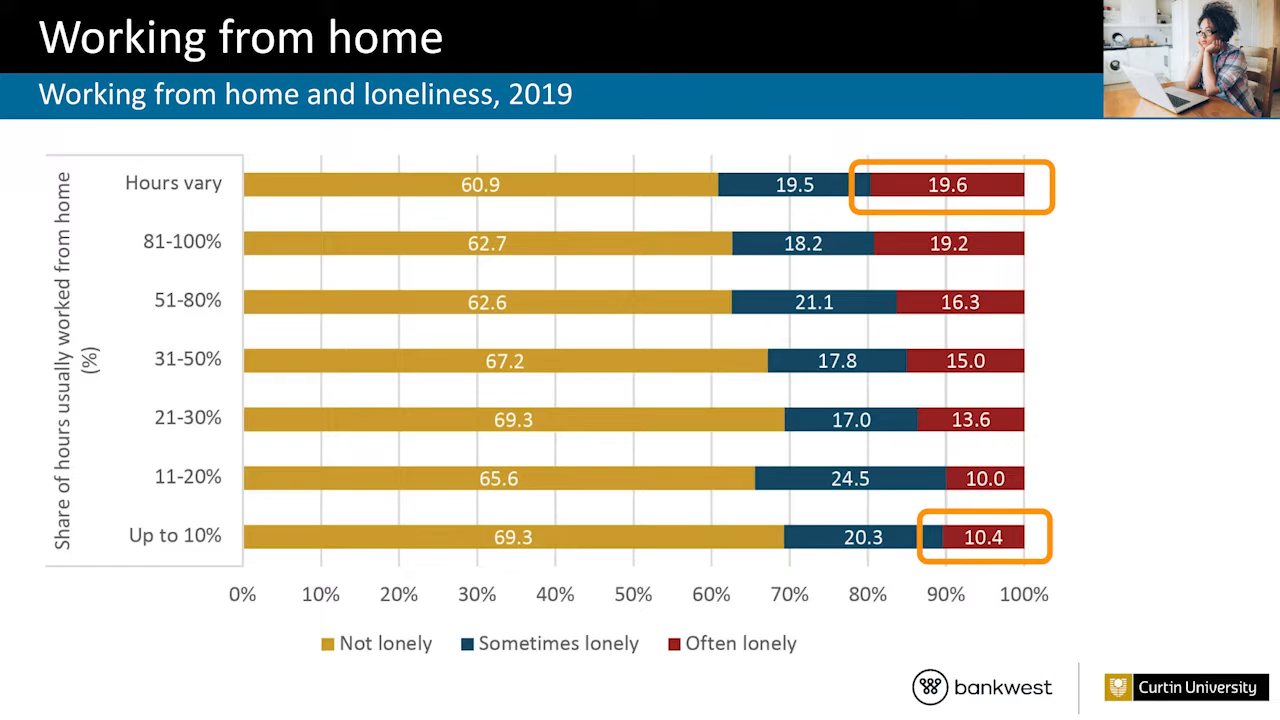 Working from home
Working from home and loneliness, 2019
Share of hours usually worked from home
(%)
Hours vary 60.9 19.5 19.6
81-100% 62.7 18.2 19.2
51-80% 62.6 21.1 16.3
31-50% 67.2 17.8 15.0
21-30% 69.3 17.0 13.6
11-20% 65.6 24.5 10.0
Up to 10% 69.3 20.3 10.4
0% 10% 20% 30% 40% 50% 60% 70% 80% 90% 100%
Not lonely Sometimes lonely Often lonely
bankwest Curtin University